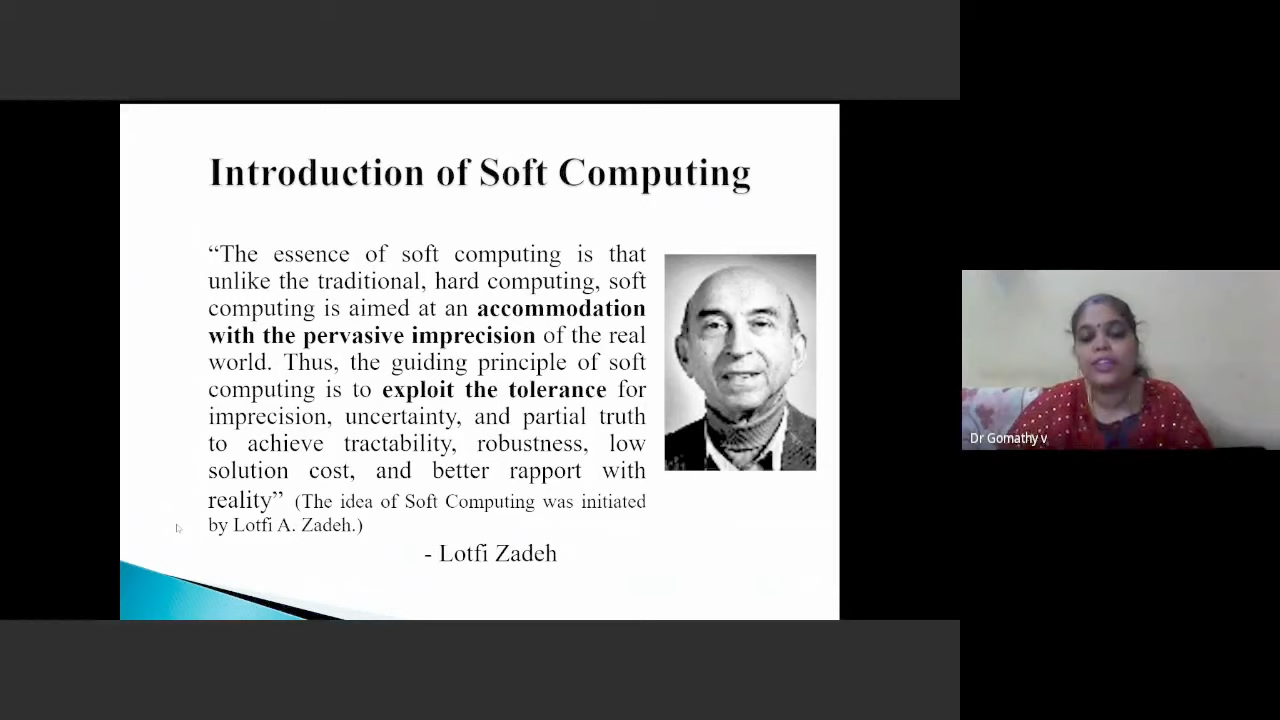 Introduction of Soft Computing
“The essence of soft computing is that
unlike the traditional, hard computing, soft
computing is aimed at an accommodation
with the pervasive imprecision of the real
world. Thus, the guiding principle of soft
computing is to exploit the tolerance for
imprecision, uncertainty, and partial truth
to achieve tractability, robustness, low
solution cost, and better rapport with
reality” (The idea of Soft Computing was initiated
by Lotfi A. Zadeh.)
- Lotfi Zadeh
Dr Gomathy v